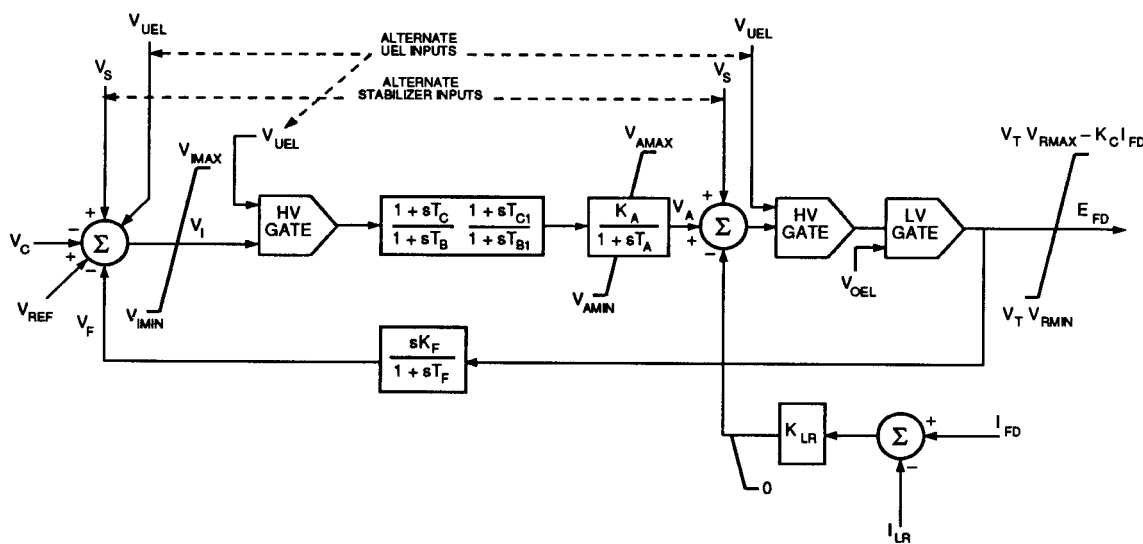 V_UEL
ALTERNATE
UEL INPUTS
V_UEL
V_S
V_S
ALTERNATE
STABILIZER INPUTS
V_UEL
V_IMAX
V_AMAX
V_T V_RMAX – K_C I_FD
+
–
V_C
Σ
+
–
V_REF
V_F
V_I
V_IMIN
HV
GATE
1 + sT_C
1 + sT_B
1 + sT_C1
1 + sT_B1
K_A
1 + sT_A
V_A
V_AMIN
+
+
–
Σ
HV
GATE
LV
GATE
V_OEL
E_FD
V_T V_RMIN
sK_F
1 + sT_F
K_LR
Σ
+
–
I_FD
0
I_LR